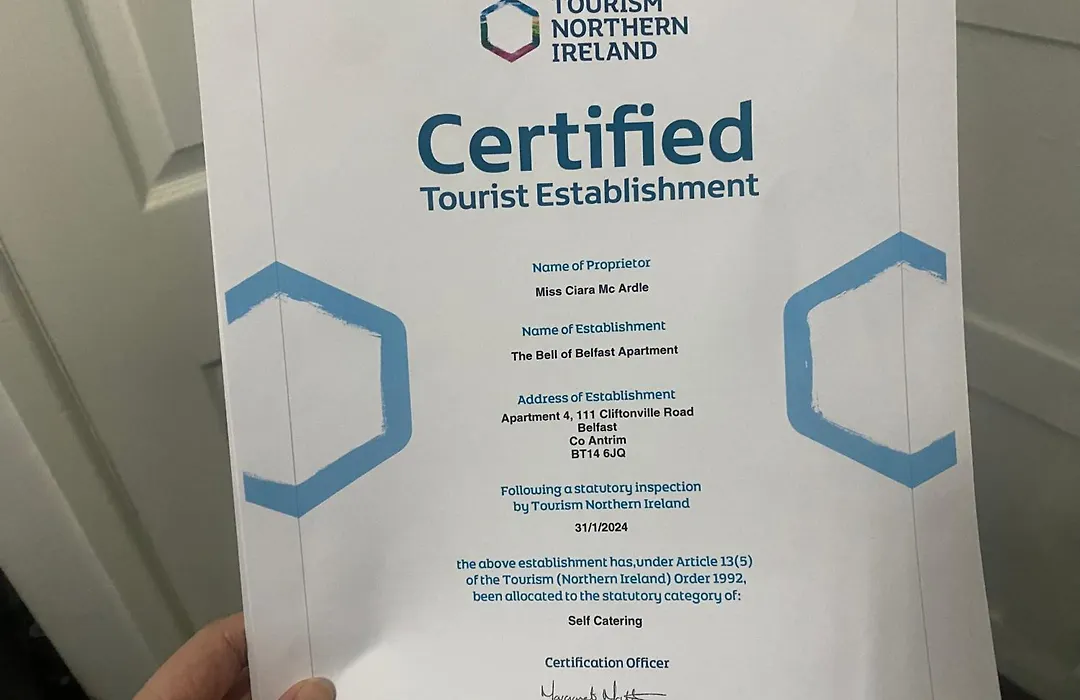 TOURISM
NORTHERN
IRELAND
Certified
Tourist Establishment
Name of Proprietor
Miss Ciara Mc Ardle
Name of Establishment
The Bell of Belfast Apartment
Address of Establishment
Apartment 4, 111 Cliftonville Road
Belfast
Co Antrim
BT14 6JQ
Following a statutory inspection
by Tourism Northern Ireland
31/1/2024
the above establishment has,under Article 13(5)
of the Tourism (Northern Ireland) Order 1992,
been allocated to the statutory category of:
Self Catering
Certification Officer